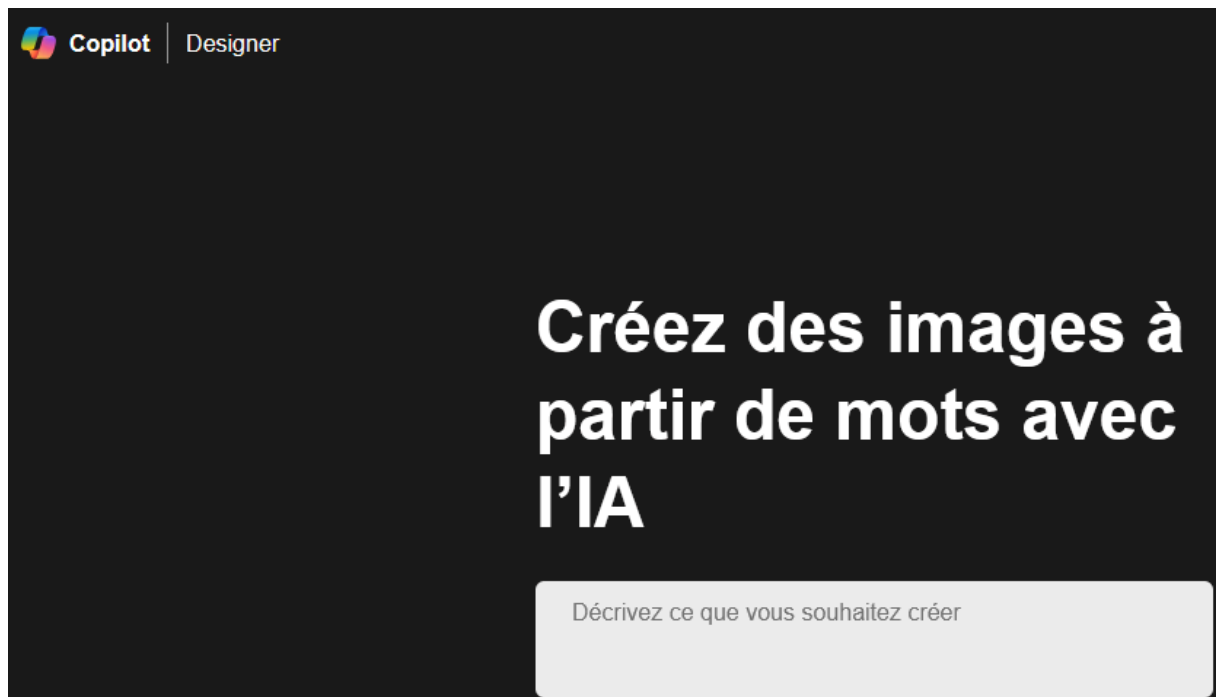 Copilot | Designer
Créez des images à
partir de mots avec
l’IA
Décrivez ce que vous souhaitez créer